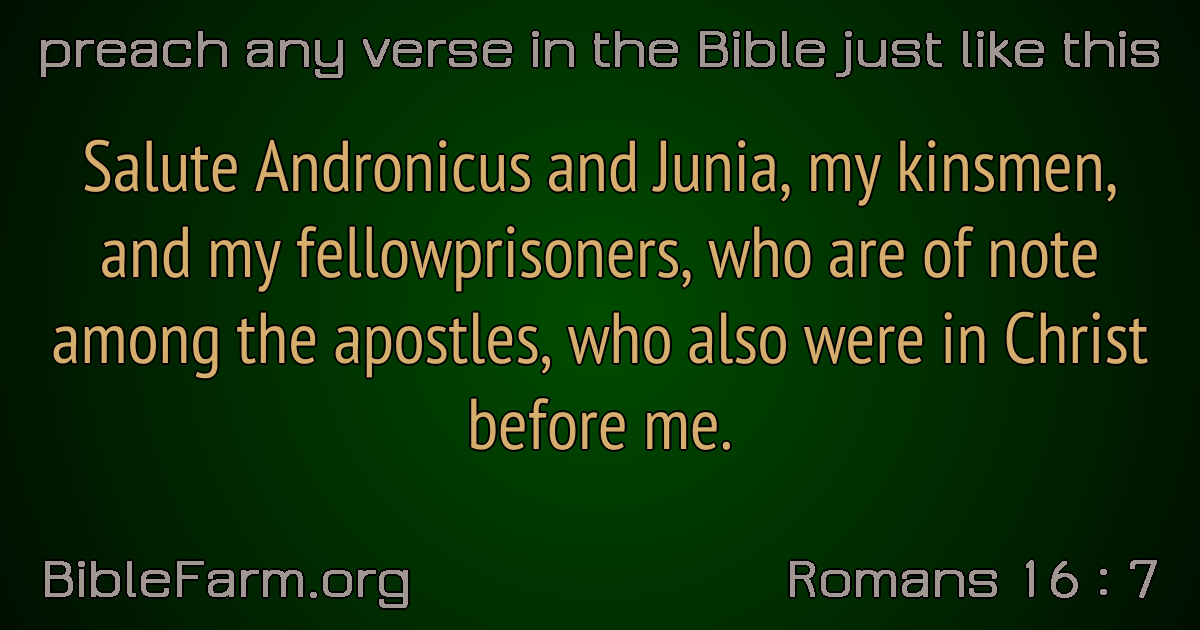 preach any verse in the Bible just like this
Salute Andronicus and Junia, my kinsmen,
and my fellowprisoners, who are of note
among the apostles, who also were in Christ
before me.
BibleFarm.org
Romans 16 : 7